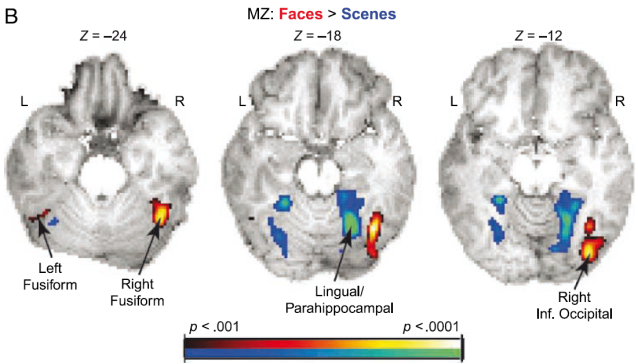 B
MZ: Faces > Scenes
Z = –24
Z = –18
Z = –12
L
R
L
R
L
R
Left
Fusiform
Right
Fusiform
Lingual/
Parahippocampal
Right
Inf. Occipital
p < .001
p < .0001